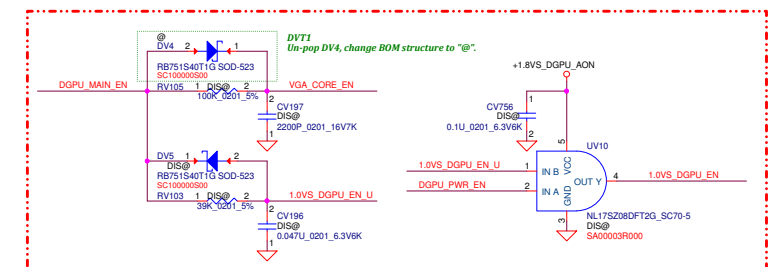 @
DV4
2
1
RB751S40T1G SOD-523
SC100000S00
DVT1
Un-pop DV4, change BOM structure to "@".
DGPU_MAIN_EN
RV105
1
DIS@
2
100K_0201_5%
VGA_CORE_EN
2
CV197
DIS@
2200P_0201_16V7K
1
DV5
1
2
DIS@
RB751S40T1G SOD-523
SC100000S00
RV103
1
DIS@
2
39K_0201_5%
1.0VS_DGPU_EN_U
2
CV196
DIS@
0.047U_0201_6.3V6K
1
+1.8VS_DGPU_AON
1
CV756
DIS@
0.1U_0201_6.3V6K
2
5
UV10
1.0VS_DGPU_EN_U
1
IN B
VCC
DGPU_PWR_EN
2
IN A
GND
OUT Y
4
1.0VS_DGPU_EN
3
NL17SZ08DFT2G_SC70-5
DIS@
SA00003R000